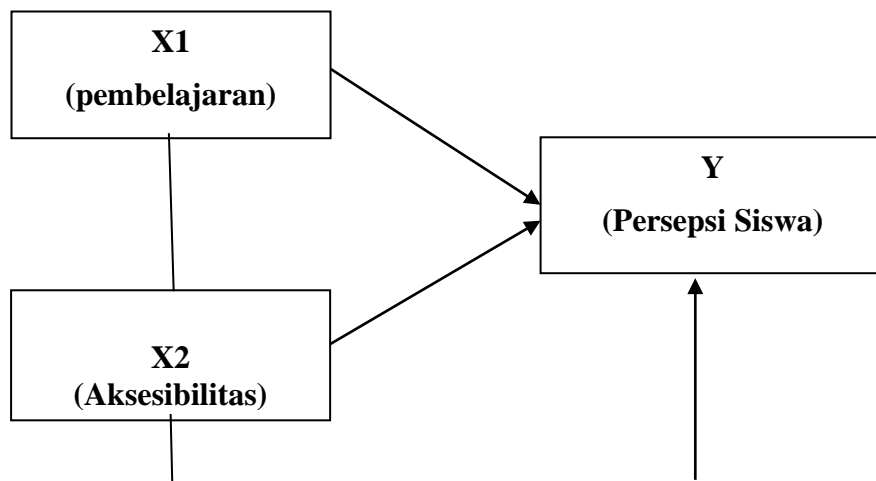 X1
(pembelajaran)
Y
(Persepsi Siswa)
X2
(Aksesibilitas)